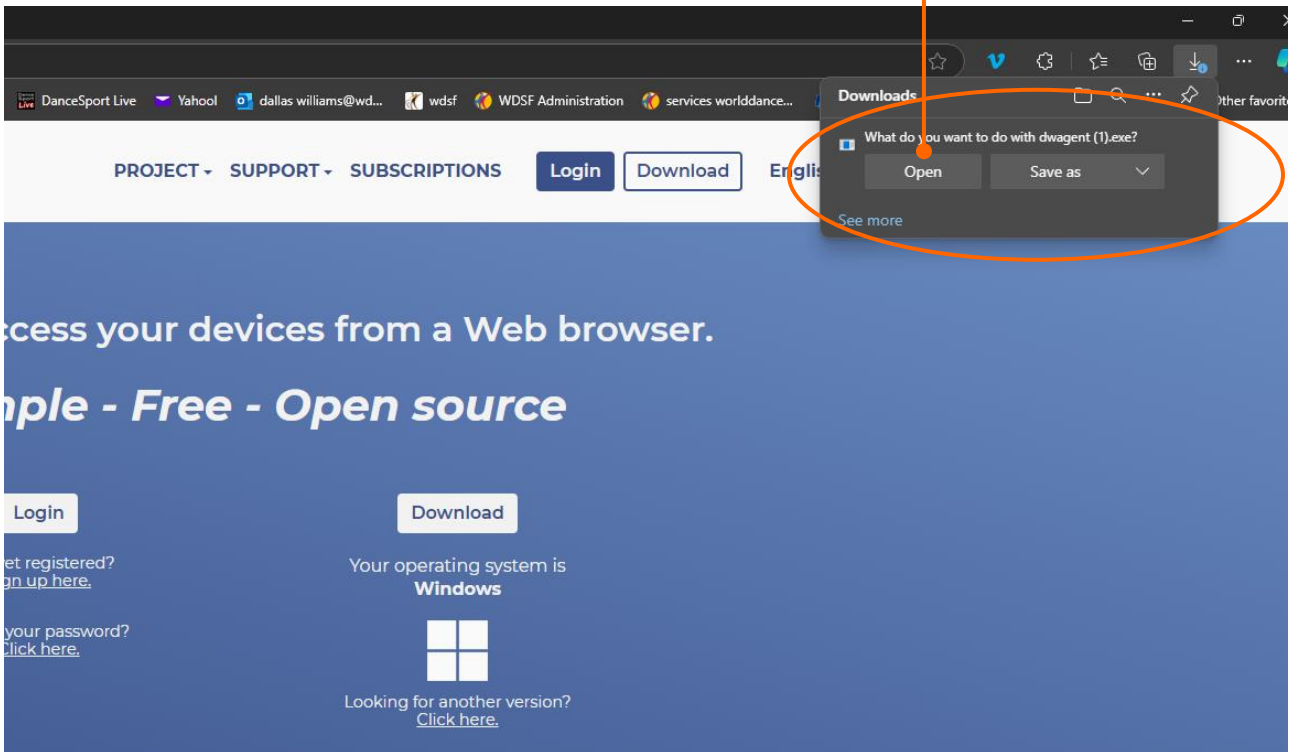 DanceSport Live
Yahool
dallas williams@wd...
wdsf
WDSF Administration
services worlddance...
Other favorite
Downloads
What do you want to do with dwagent (1).exe?
Open
Save as
See more
PROJECT
SUPPORT
SUBSCRIPTIONS
Login
Download
Englis
ccess your devices from a Web browser.
nple - Free - Open source
Login
Download
et registered?
gn up here.
Your operating system is
Windows
your password?
Click here.
Looking for another version?
Click here.